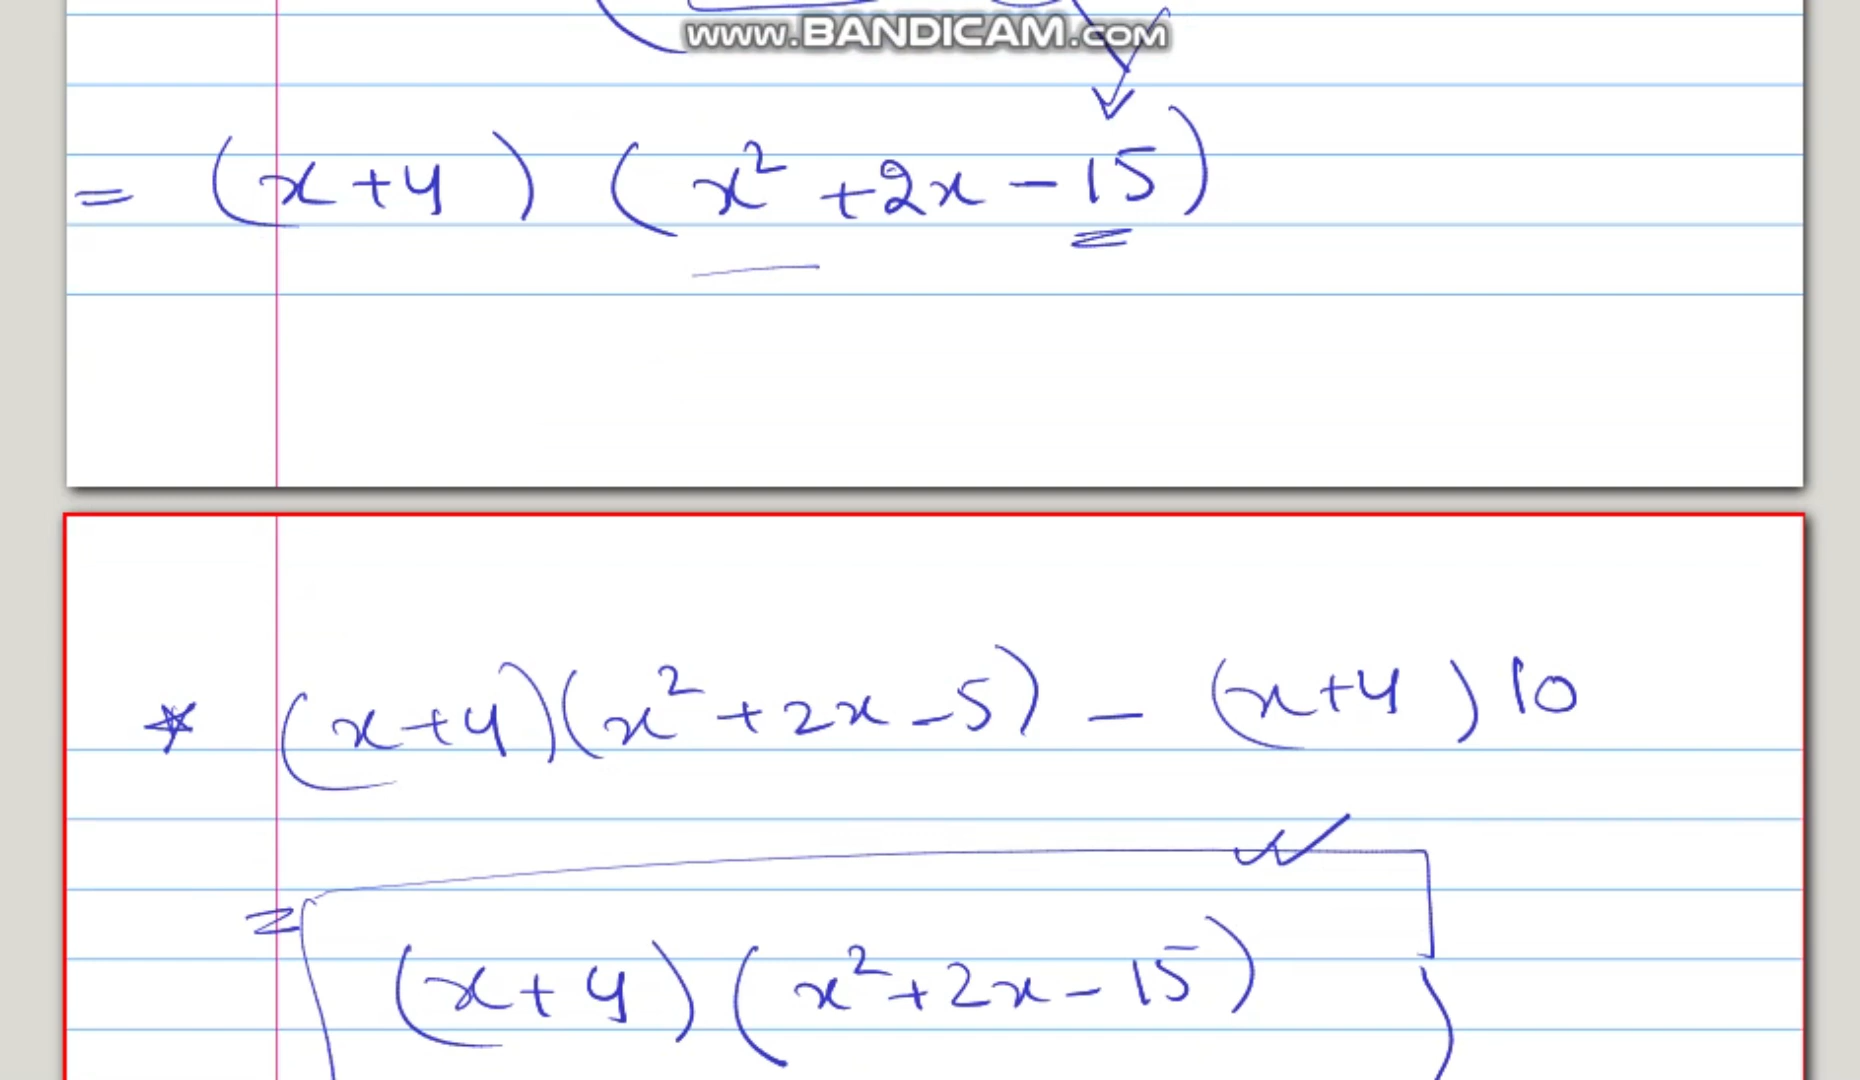 www.BANDICAM.com
= (x+4) (x² +2x-15)
* (x+4)(x²+2x-5) - (x+4)10
= (x+4)(x²+2x-15)